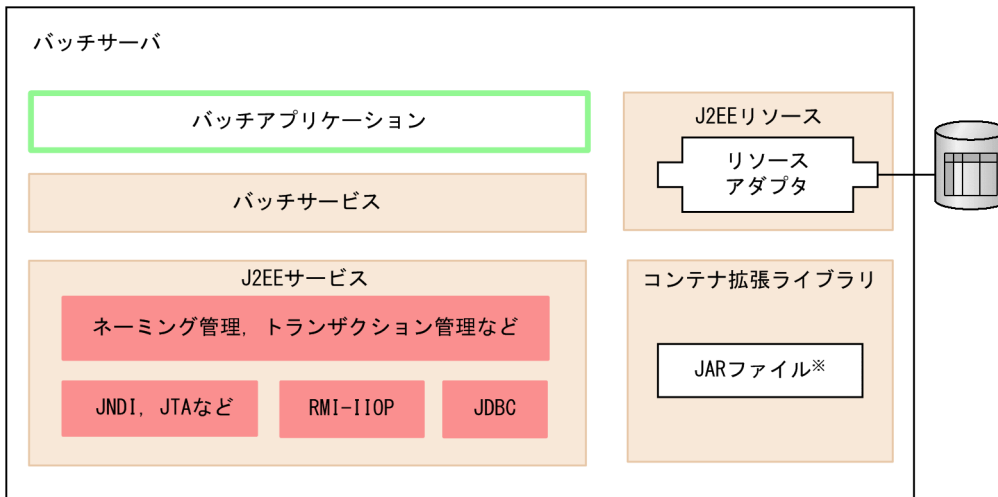 バッチサーバ
バッチアプリケーション
バッチサービス
J2EEサービス
ネーミング管理，トランザクション管理など
JNDI，JTAなど
RMI-IIOP
JDBC
J2EEリソース
リソース
アダプタ
コンテナ拡張ライブラリ
JARファイル※